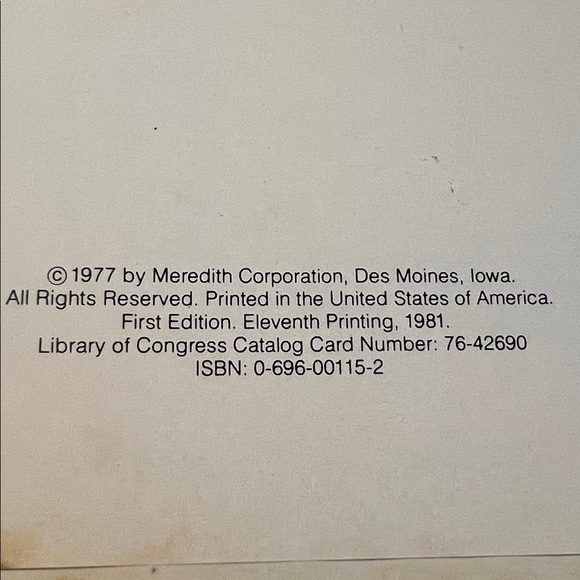 © 1977 by Meredith Corporation, Des Moines, Iowa.
All Rights Reserved. Printed in the United States of America.
First Edition. Eleventh Printing, 1981.
Library of Congress Catalog Card Number: 76-42690
ISBN: 0-696-00115-2